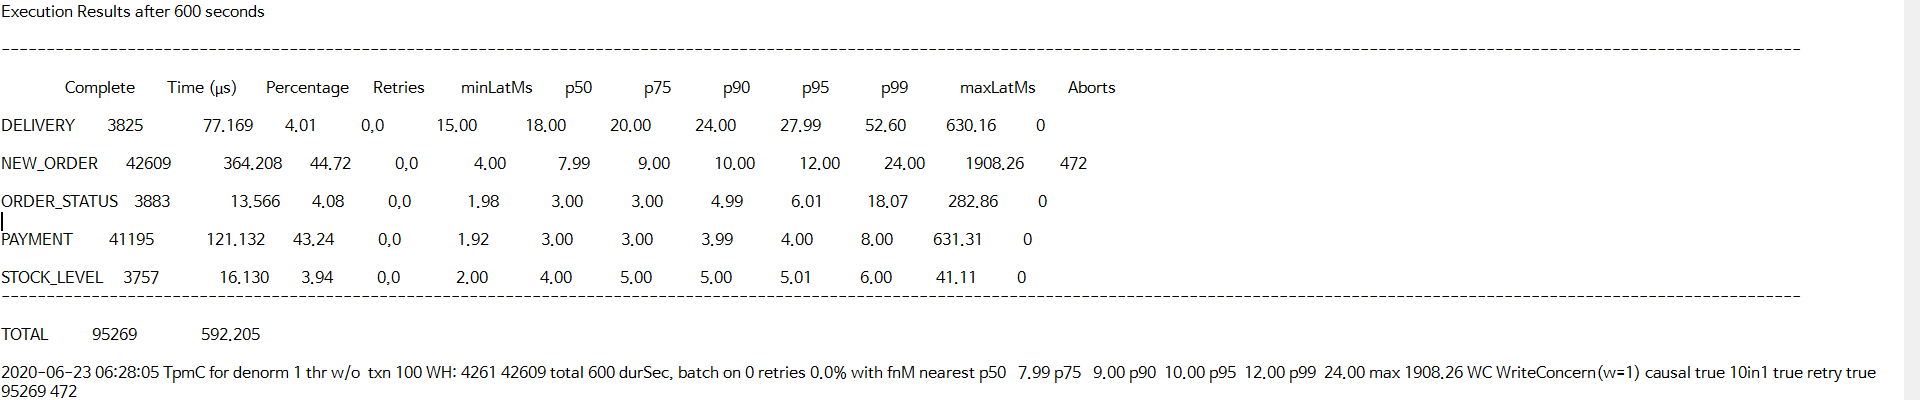 Execution Results after 600 seconds
--------------------------------------------------------------------------------
Complete Time (µs) Percentage Retries minLatMs p50 p75 p90 p95 p99 maxLatMs Aborts
DELIVERY 3825 77.169 4.01 0,0 15.00 18.00 20.00 24.00 27.99 52.60 630.16 0
NEW_ORDER 42609 364.208 44.72 0,0 4.00 7.99 9.00 10.00 12.00 24.00 1908.26 472
ORDER_STATUS 3883 13.566 4.08 0,0 1.98 3.00 3.00 4.99 6.01 18.07 282.86 0
PAYMENT 41195 121.132 43.24 0,0 1.92 3.00 3.00 3.99 4.00 8.00 631.31 0
STOCK_LEVEL 3757 16.130 3.94 0,0 2.00 4.00 5.00 5.00 5.01 6.00 41.11 0
--------------------------------------------------------------------------------
TOTAL 95269 592.205
2020-06-23 06:28:05 TpmC for denorm 1 thr w/o txn 100 WH: 4261 42609 total 600 durSec, batch on 0 retries 0.0% with fnM nearest p50 7.99 p75 9.00 p90 10.00 p95 12.00 p99 24.00 max 1908.26 WC WriteConcern(w=1) causal true 10in1 true retry true
95269 472